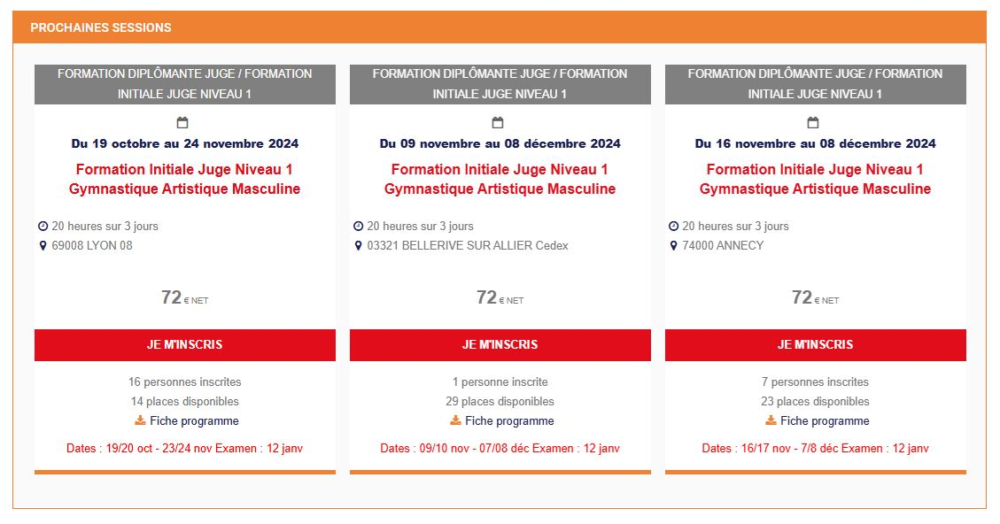 PROCHAINES SESSIONS
FORMATION DIPLÔMANTE JUGE / FORMATION
INITIALE JUGE NIVEAU 1
Du 19 octobre au 24 novembre 2024
Formation Initiale Juge Niveau 1
Gymnastique Artistique Masculine
20 heures sur 3 jours
69008 LYON 08
72 € NET
JE M'INSCRIS
16 personnes inscrites
14 places disponibles
Fiche programme
Dates : 19/20 oct - 23/24 nov Examen : 12 janv
FORMATION DIPLÔMANTE JUGE / FORMATION
INITIALE JUGE NIVEAU 1
Du 09 novembre au 08 décembre 2024
Formation Initiale Juge Niveau 1
Gymnastique Artistique Masculine
20 heures sur 3 jours
03321 BELLERIVE SUR ALLIER Cedex
72 € NET
JE M'INSCRIS
1 personne inscrite
29 places disponibles
Fiche programme
Dates : 09/10 nov - 07/08 déc Examen : 12 janv
FORMATION DIPLÔMANTE JUGE / FORMATION
INITIALE JUGE NIVEAU 1
Du 16 novembre au 08 décembre 2024
Formation Initiale Juge Niveau 1
Gymnastique Artistique Masculine
20 heures sur 3 jours
74000 ANNECY
72 € NET
JE M'INSCRIS
7 personnes inscrites
23 places disponibles
Fiche programme
Dates : 16/17 nov - 7/8 déc Examen : 12 janv